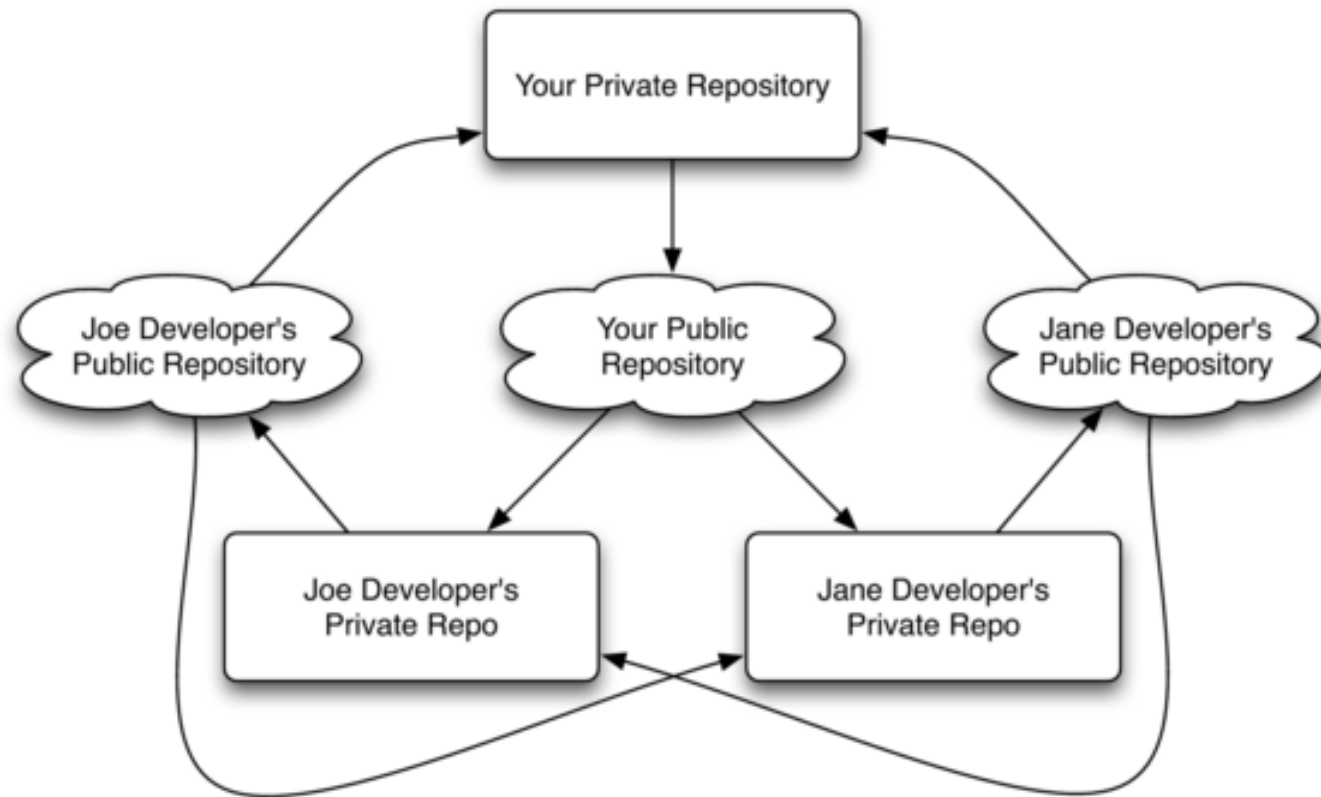 Your Private Repository
Joe Developer's
Public Repository
Your Public
Repository
Jane Developer's
Public Repository
Joe Developer's
Private Repo
Jane Developer's
Private Repo